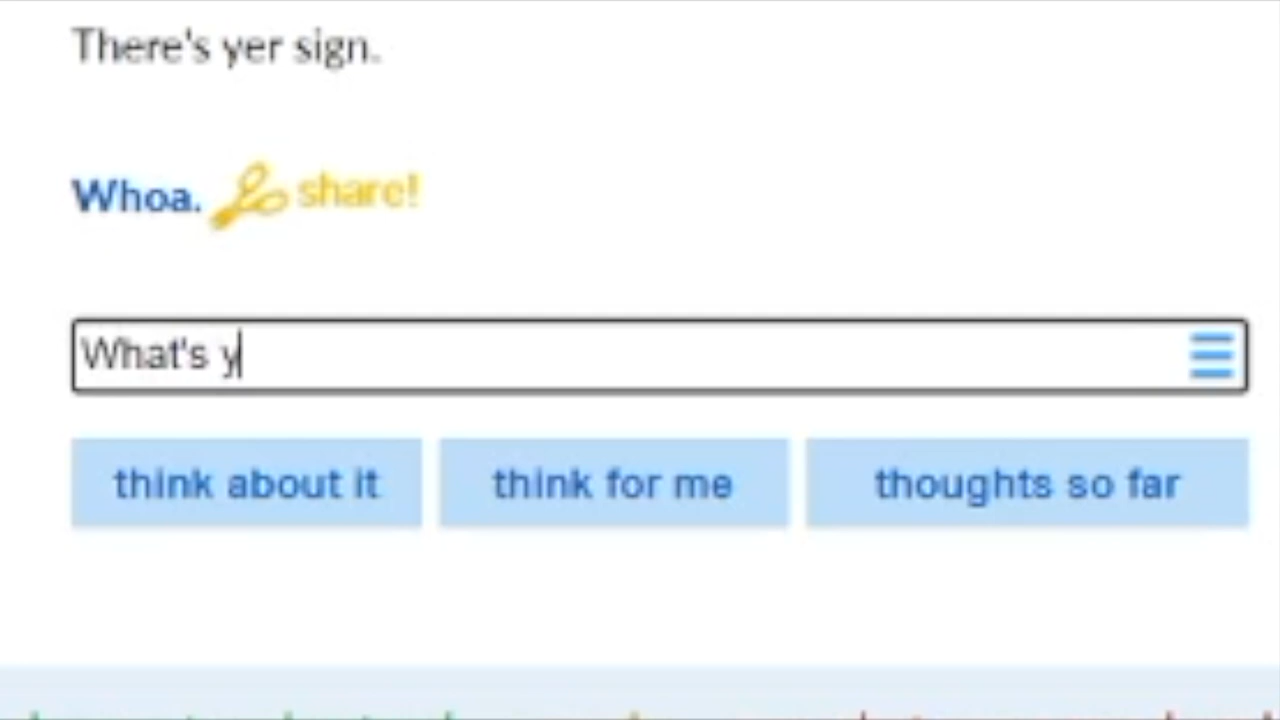 There's yer sign.
Whoa. share!
What's y
think about it think for me thoughts so far